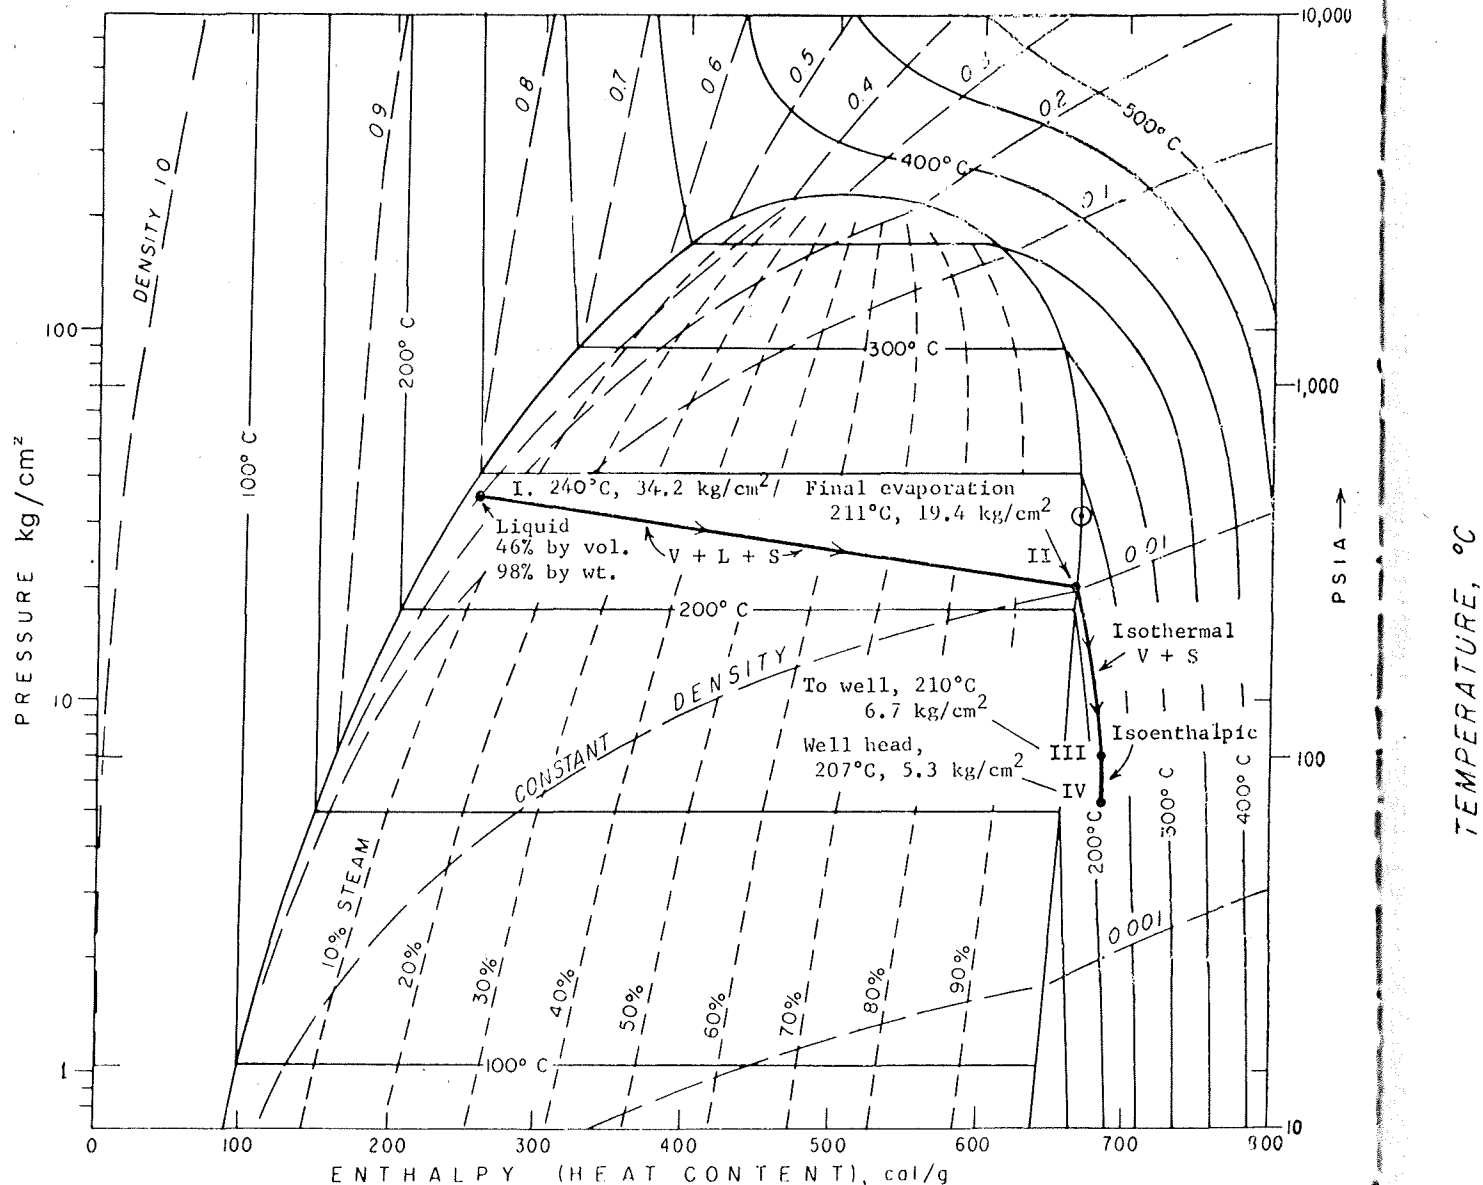 10,000
DENSITY 1.0
0.9
0.8
0.7
0.6
0.5
0.4
0.3
0.2
0.1
500° C
400° C
100
200° C
100° C
300° C
1,000
PRESSURE kg/cm²
PSIA →
TEMPERATURE, °C
I. 240°C, 34.2 kg/cm²/
Final evaporation
211°C, 19.4 kg/cm²
Liquid
46% by vol.
98% by wt.
V + L + S
II
0.01
200° C
Isothermal
V + S
DENSITY
CONSTANT
To well, 210°C
6.7 kg/cm²
10
Isoenthalpic
III
Well head,
207°C, 5.3 kg/cm²
IV
100
200°C
300° C
400° C
10% STEAM
20%
30%
40%
50%
60%
70%
80%
90%
0.001
1
100° C
10
0
100
200
300
400
500
600
700
800
ENTHALPY (HEAT CONTENT), cal/g